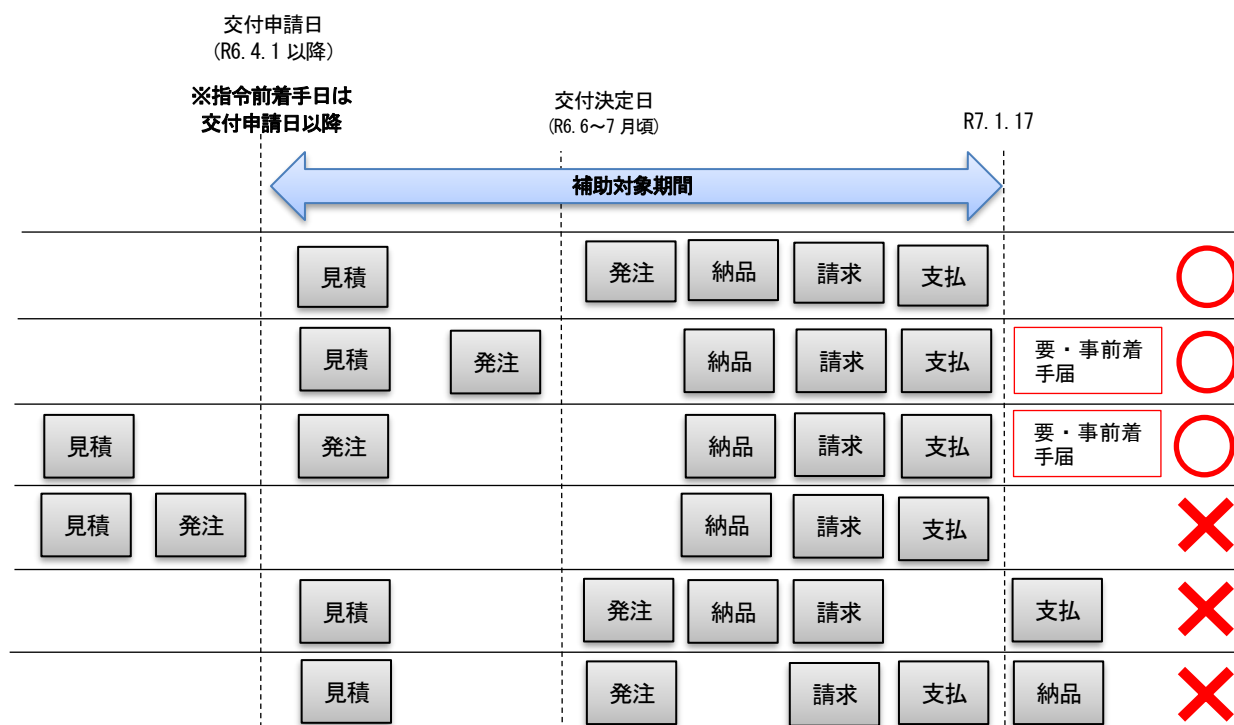 交付申請日
(R6.4.1 以降)
※指令前着手日は
交付申請日以降
交付決定日
(R6.6～7 月頃)
R7.1.17
補助対象期間
見積
発注
納品
請求
支払
見積
発注
納品
請求
支払
要・事前着
手届
見積
発注
納品
請求
支払
要・事前着
手届
見積
発注
納品
請求
支払
見積
発注
納品
請求
支払
見積
発注
請求
支払
納品